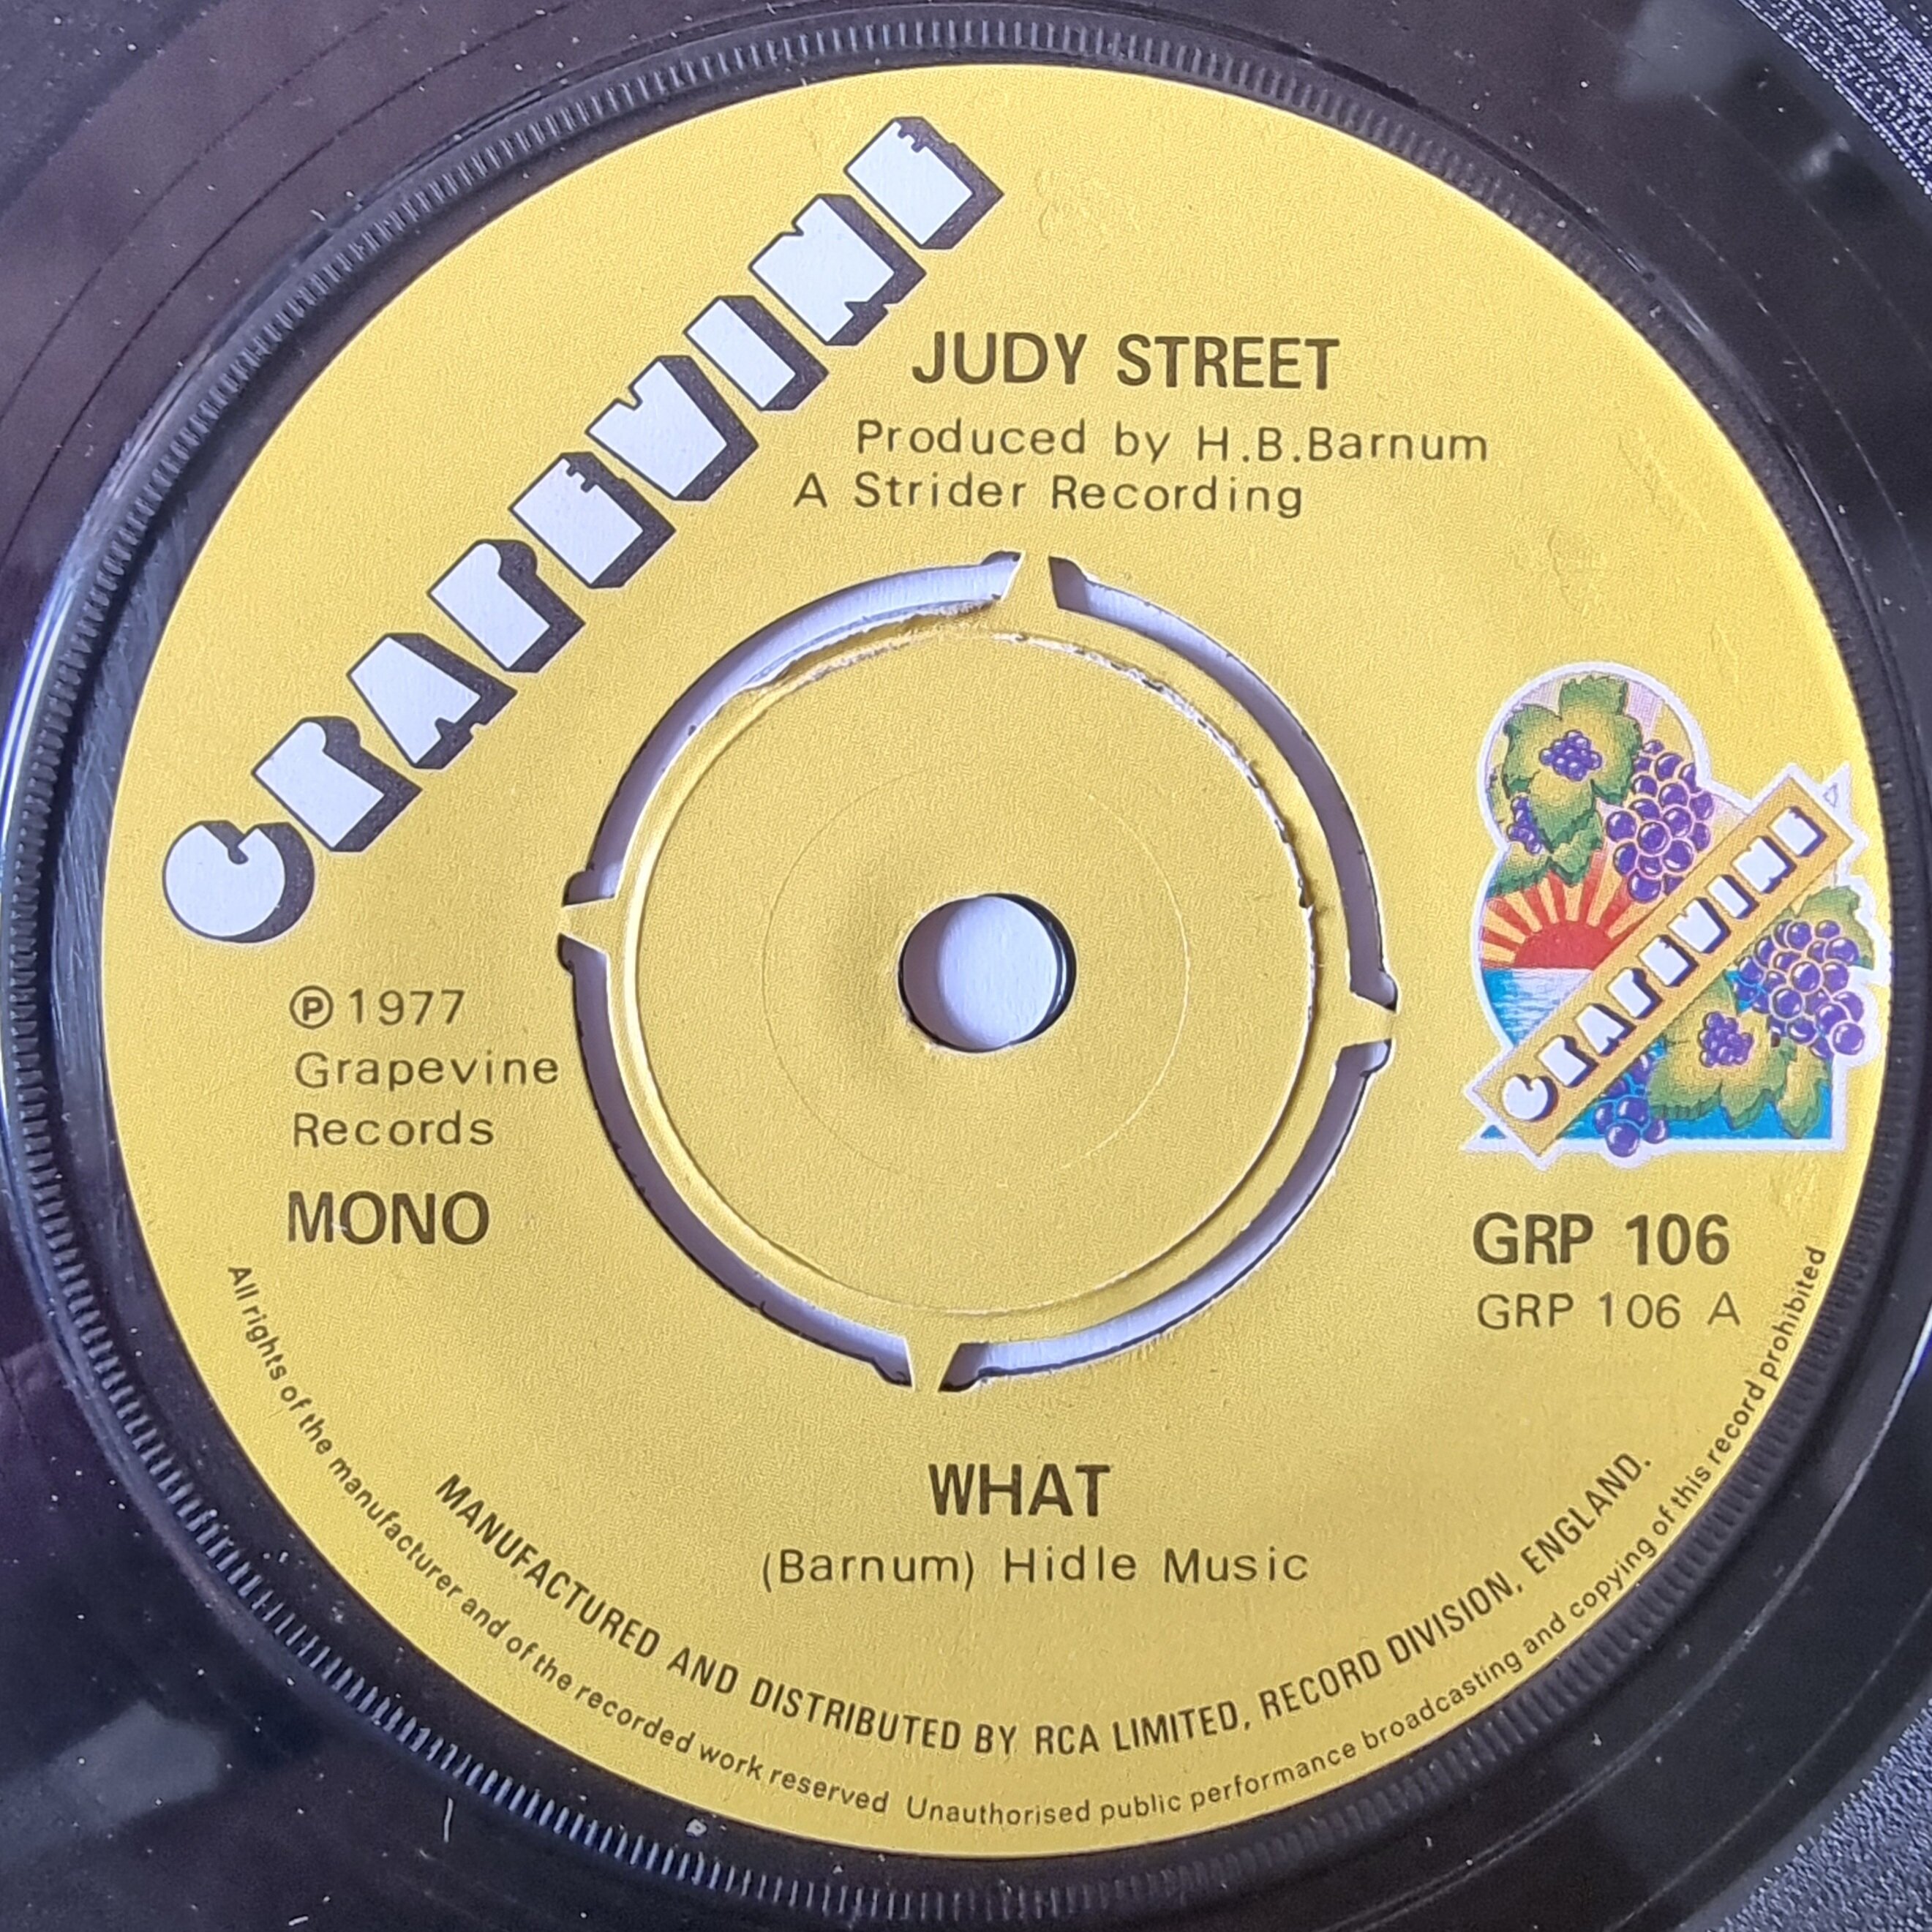 GRAPEVINE
JUDY STREET
Produced by H.B.Barnum
A Strider Recording
GRAPEVINE
℗ 1977
Grapevine
Records
MONO
GRP 106
GRP 106 A
WHAT
(Barnum) Hidle Music
MANUFACTURED AND DISTRIBUTED BY RCA LIMITED, RECORD DIVISION, ENGLAND.
All rights of the manufacturer and of the recorded work reserved Unauthorised public performance broadcasting and copying of this record prohibited